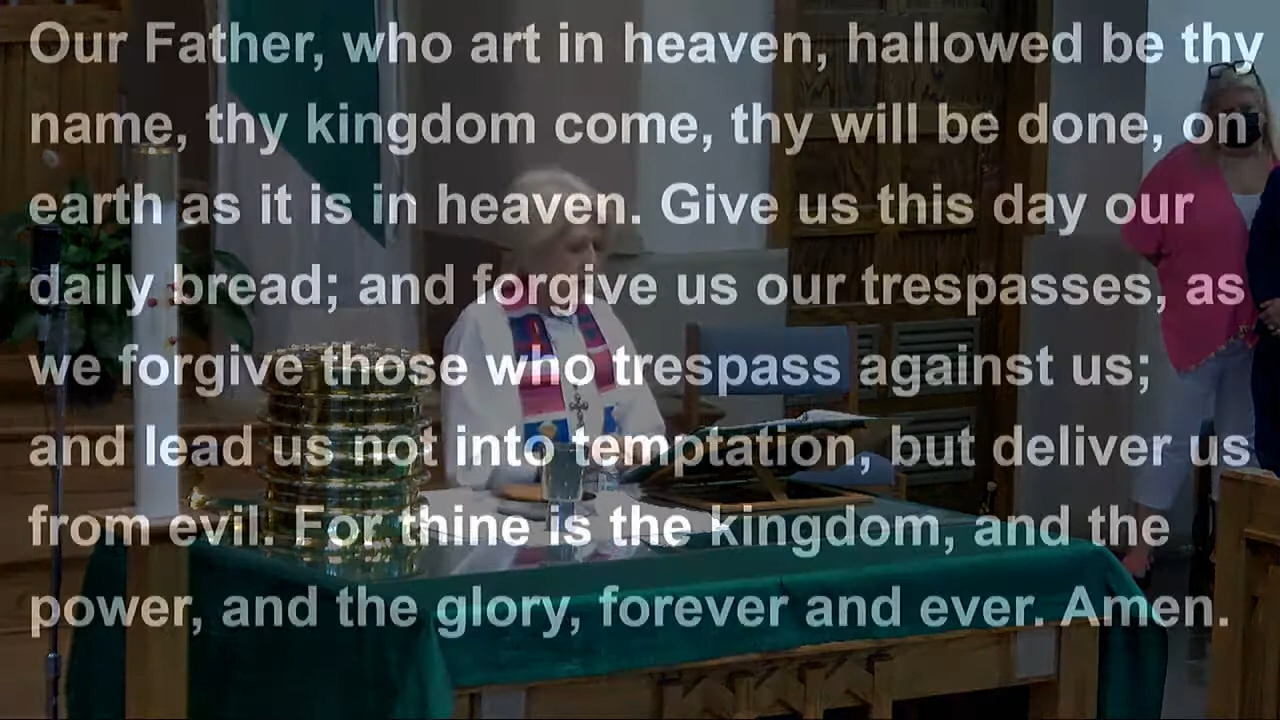 Our Father, who art in heaven, hallowed be thy
name, thy kingdom come, thy will be done, on
earth as it is in heaven. Give us this day our
daily bread; and forgive us our trespasses, as
we forgive those who trespass against us;
and lead us not into temptation, but deliver us
from evil. For thine is the kingdom, and the
power, and the glory, forever and ever. Amen.